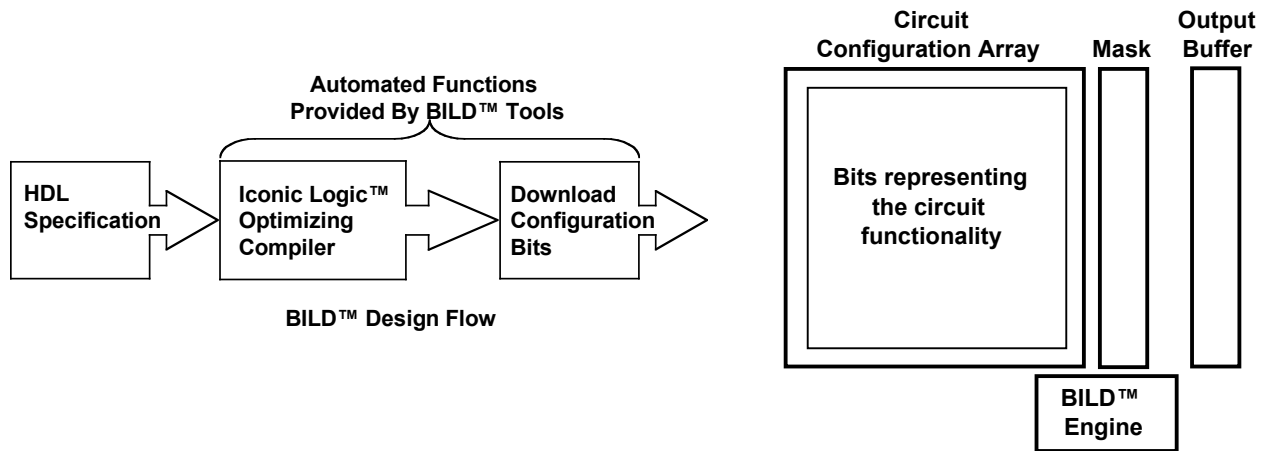 Automated Functions
Provided By BILD™ Tools
HDL
Specification
Iconic Logic™
Optimizing
Compiler
Download
Configuration
Bits
BILD™ Design Flow
Circuit
Configuration Array
Mask
Output
Buffer
Bits representing
the circuit
functionality
BILD™
Engine